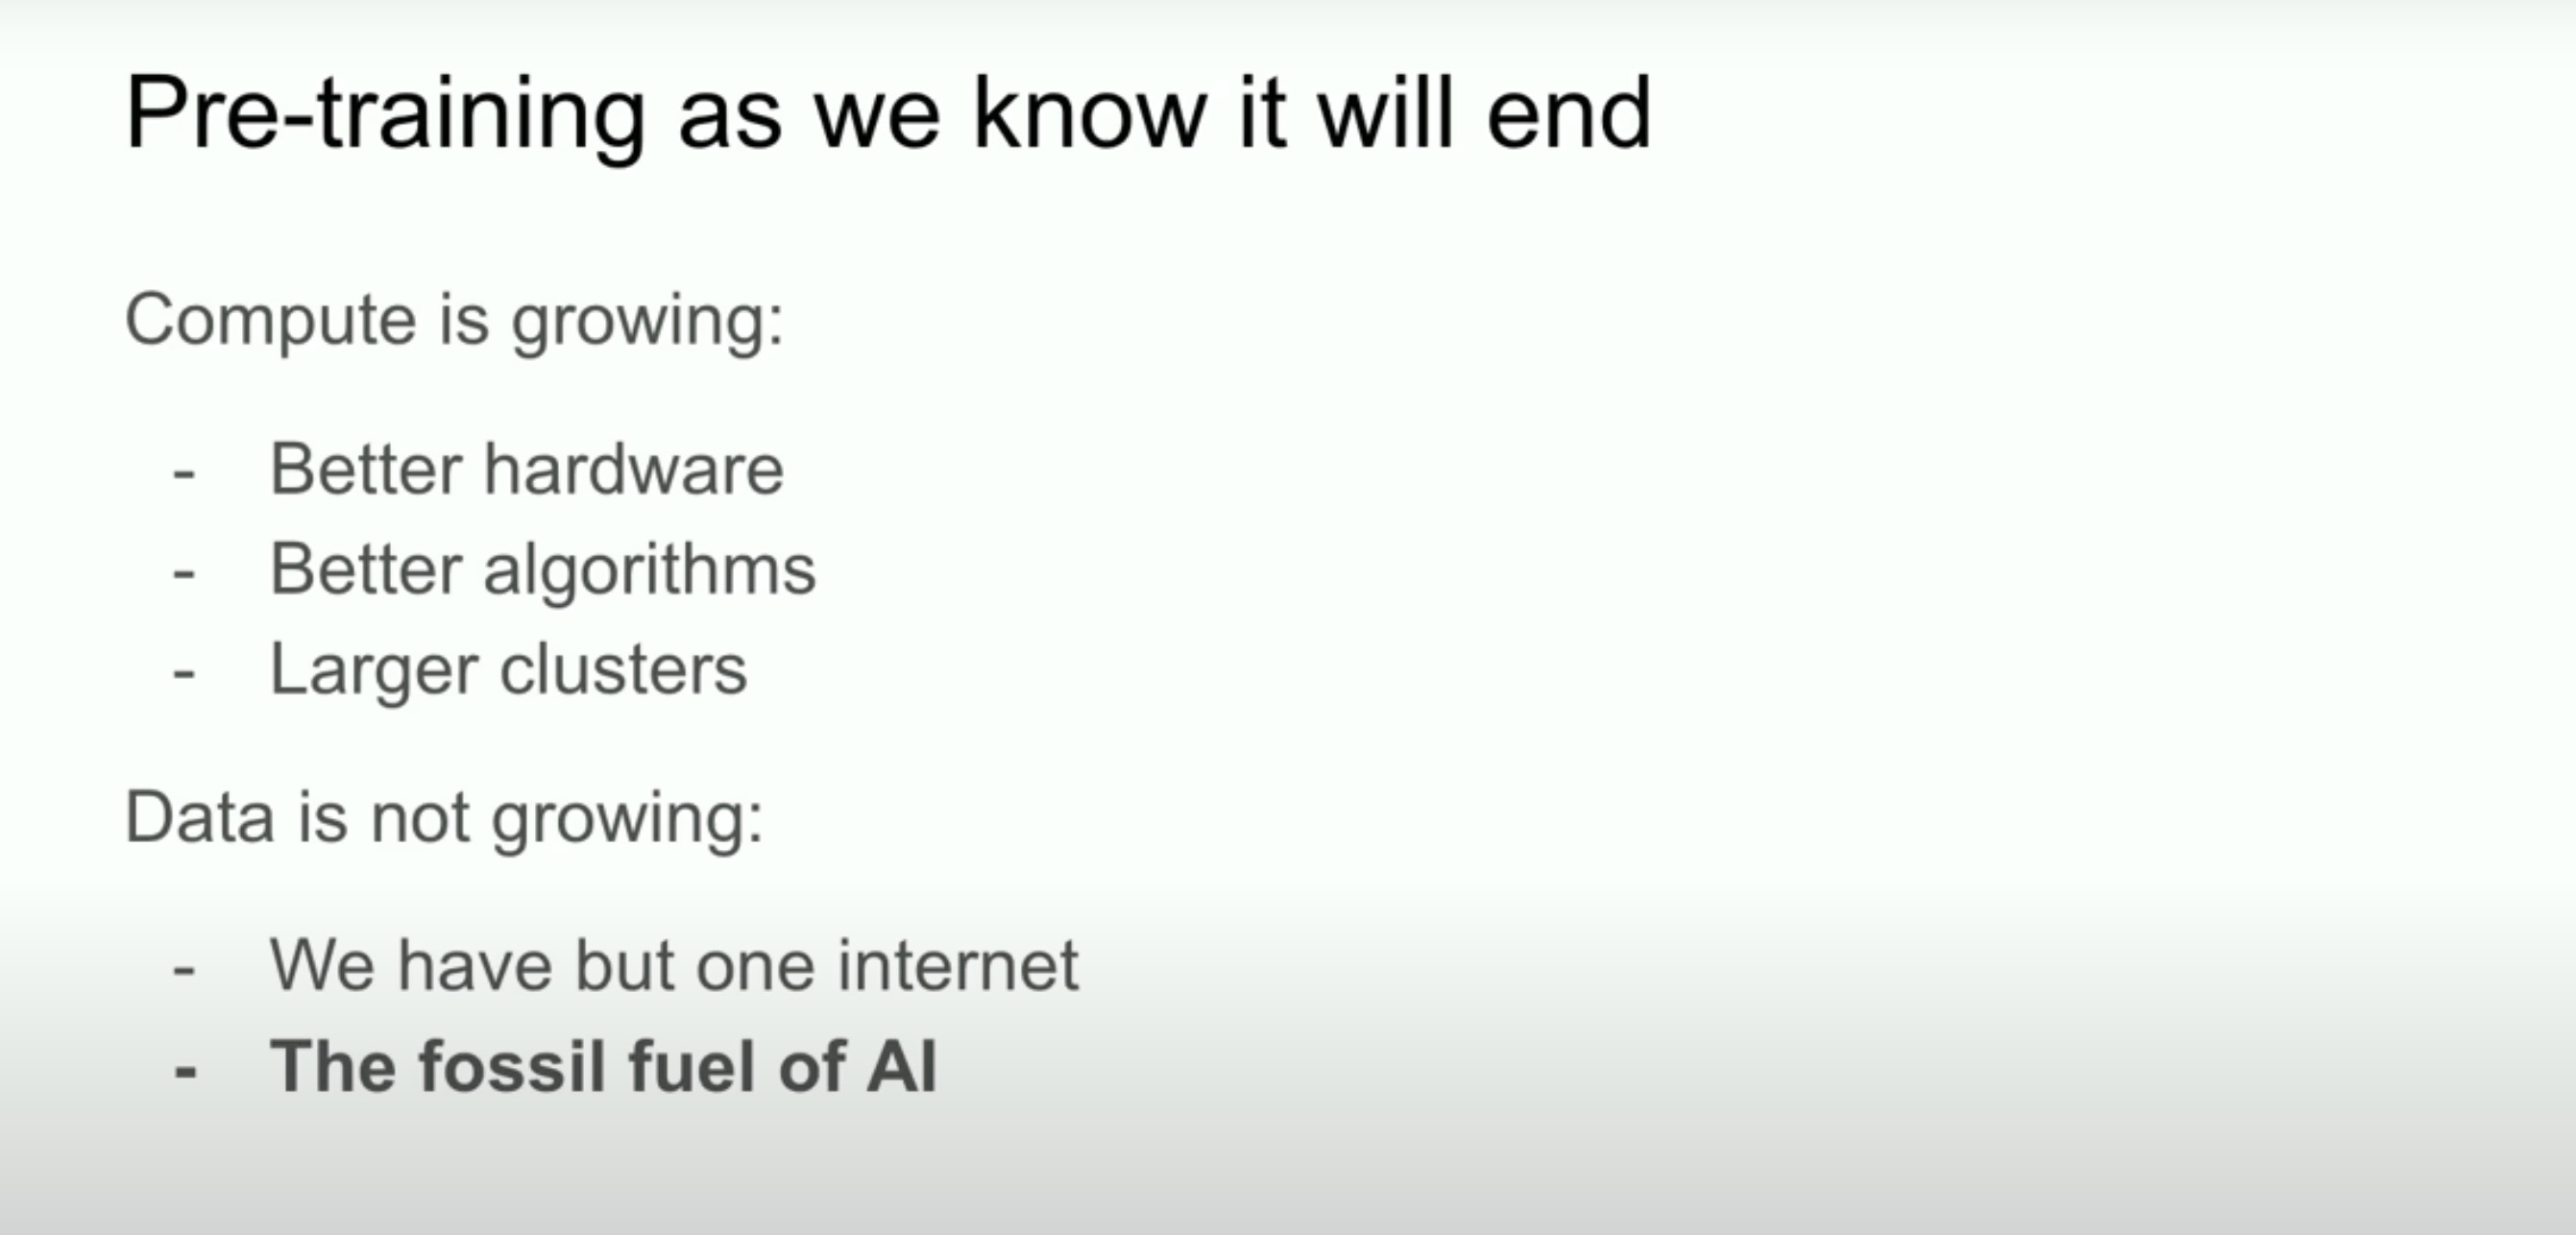 Pre-training as we know it will end
Compute is growing:
- Better hardware
- Better algorithms
- Larger clusters
Data is not growing:
- We have but one internet
- The fossil fuel of AI